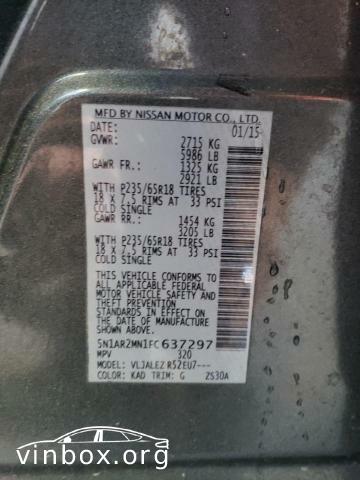 MFD BY NISSAN MOTOR CO., LTD.
DATE: 01/15
GVWR: 2715 KG
5986 LB
GAWR FR.: 1325 KG
2921 LB
WITH P235/65R18 TIRES
18 X 7.5 RIMS AT 33 PSI
COLD SINGLE
GAWR RR.: 1454 KG
3205 LB
WITH P235/65R18 TIRES
18 X 7.5 RIMS AT 33 PSI
COLD SINGLE
THIS VEHICLE CONFORMS TO
ALL APPLICABLE FEDERAL
MOTOR VEHICLE SAFETY
AND THEFT PREVENTION
STANDARDS IN EFFECT ON
THE DATE OF MANUFACTURE
SHOWN ABOVE.
5N1AR2MN1FC637297
MPV 320
MODEL: VLJALEZ R52EU7---
COLOR: KAD TRIM: G ZS30A
vinbox.org